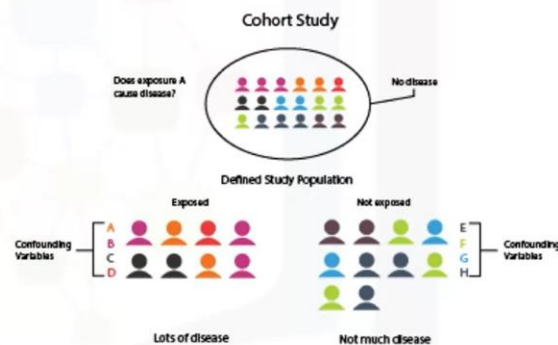 Cohort Study
Does exposure A
cause disease?
No disease
Defined Study Population
Exposed
Not exposed
Confounding
Variables
A
B
C
D
E
F
G
H
Confounding
Variables
Lots of disease
Not much disease